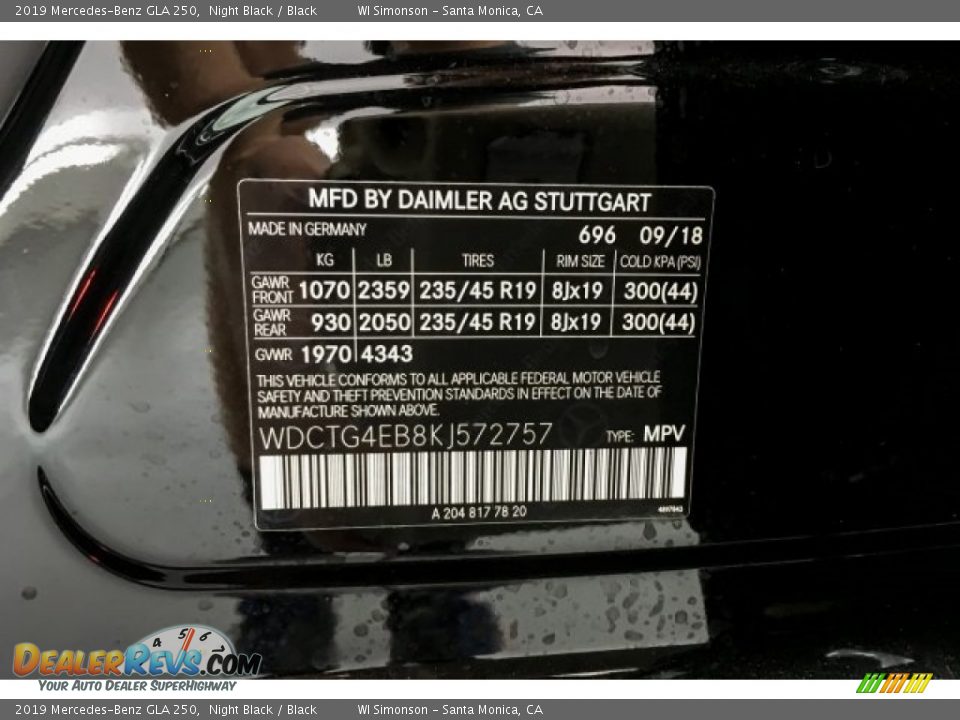 2019 Mercedes-Benz GLA 250, Night Black / Black WI Simonson - Santa Monica, CA
MFD BY DAIMLER AG STUTTGART
MADE IN GERMANY 696 09/18
KG LB TIRES RIM SIZE COLD KPA (PSI)
GAWR FRONT 1070 2359 235/45 R19 8Jx19 300(44)
GAWR REAR 930 2050 235/45 R19 8Jx19 300(44)
GVWR 1970 4343
THIS VEHICLE CONFORMS TO ALL APPLICABLE FEDERAL MOTOR VEHICLE
SAFETY AND THEFT PREVENTION STANDARDS IN EFFECT ON THE DATE OF
MANUFACTURE SHOWN ABOVE.
WDCTG4EB8KJ572757 TYPE: MPV
A 204 817 78 20
4 5 6
DEALERREVS.COM
YOUR AUTO DEALER SUPERHIGHWAY
2019 Mercedes-Benz GLA 250, Night Black / Black WI Simonson - Santa Monica, CA